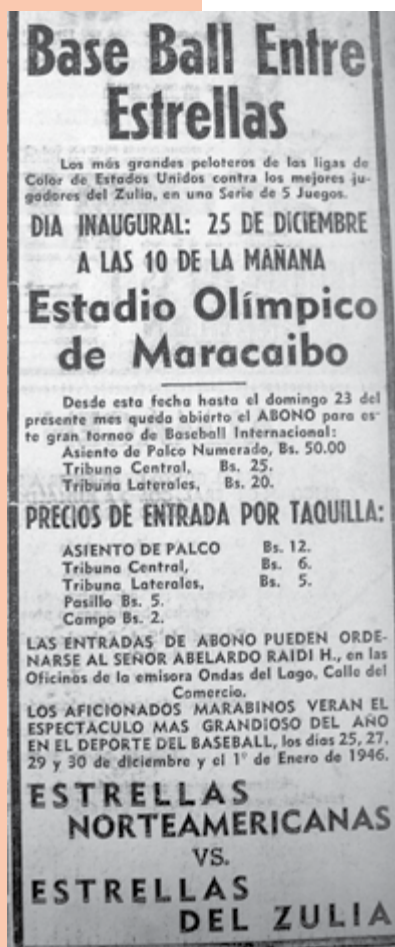 Base Ball Entre
Estrellas
Los más grandes peloteros de las ligas de
Color de Estados Unidos contra los mejores ju-
gadores del Zulia, en una Serie de 5 Juegos.
DIA INAUGURAL: 25 DE DICIEMBRE
A LAS 10 DE LA MAÑANA
Estadio Olímpico
de Maracaibo
Desde esta fecha hasta el domingo 23 del
presente mes queda abierto el ABONO para es-
te gran torneo de Baseball Internacional:
Asiento de Palco Numerado, Bs. 50.00
Tribuna Central, Bs. 25.
Tribuna Laterales, Bs. 20.
PRECIOS DE ENTRADA POR TAQUILLA:
ASIENTO DE PALCO Bs. 12.
Tribuna Central, Bs. 6.
Tribuna Laterales, Bs. 5.
Pasillo Bs. 5.
Campo Bs. 2.
LAS ENTRADAS DE ABONO PUEDEN ORDE-
NARSE AL SEÑOR ABELARDO RAIDI H., en las
Oficinas de la emisora Ondas del Lago, Calle del
Comercio.
LOS AFICIONADOS MARABINOS VERAN EL
ESPECTACULO MAS GRANDIOSO DEL AÑO
EN EL DEPORTE DEL BASEBALL, los días 25, 27,
29 y 30 de diciembre y el 1º de Enero de 1946.
ESTRELLAS
NORTEAMERICANAS
VS.
ESTRELLAS
DEL ZULIA